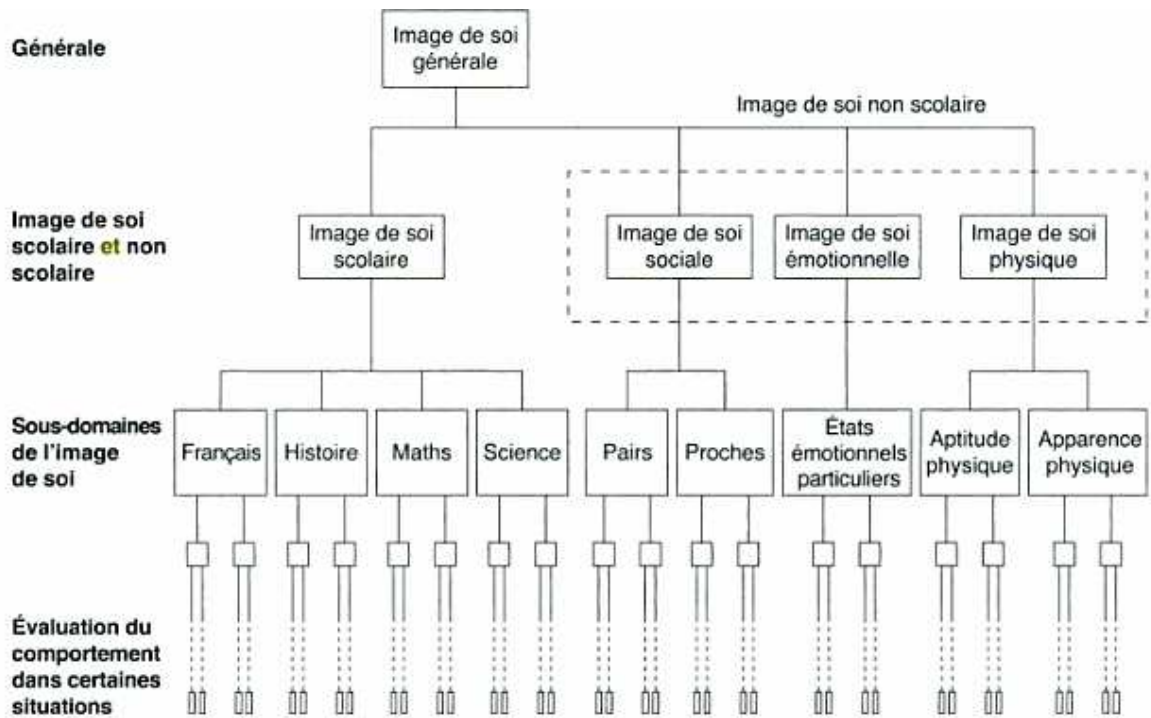 Générale
Image de soi
générale
Image de soi non scolaire
Image de soi
scolaire et non
scolaire
Image de soi
scolaire
Image de soi
sociale
Image de soi
émotionnelle
Image de soi
physique
Sous-domaines
de l'image
de soi
Français
Histoire
Maths
Science
Pairs
Proches
États
émotionnels
particuliers
Aptitude
physique
Apparence
physique
Évaluation du
comportement
dans certaines
situations